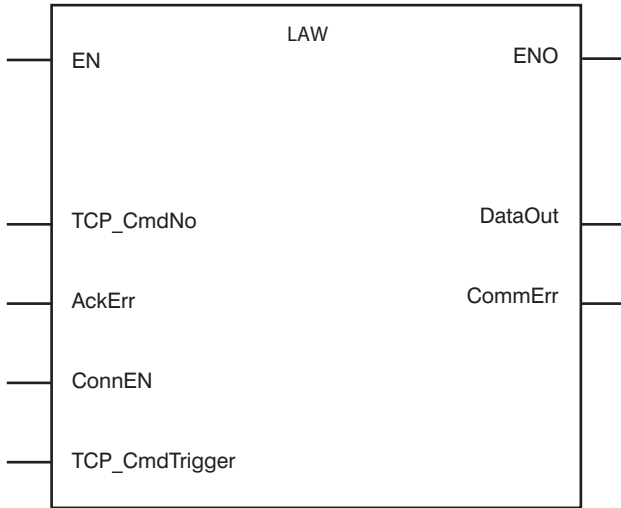 LAW
EN
ENO
TCP_CmdNo
DataOut
AckErr
CommErr
ConnEN
TCP_CmdTrigger